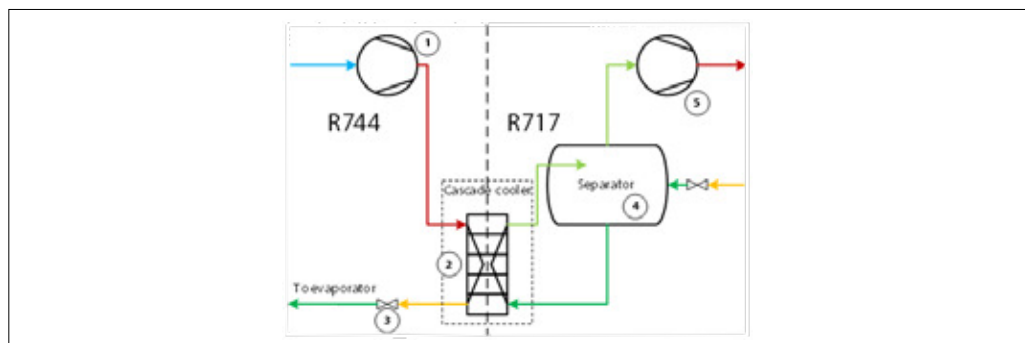 1
R744
R717
5
Cascade cooler
Separator
4
2
To evaporator
3